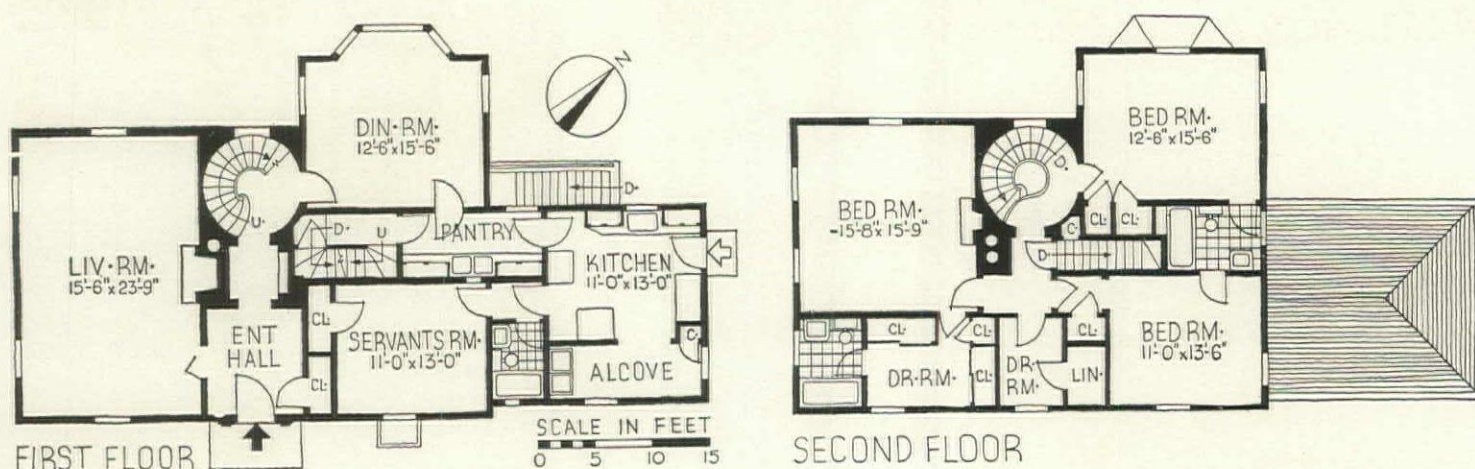 DIN·RM·
12'-6"x15'-6"
N
U
D·
D·
U
PANTRY
LIV·RM·
15'-6"x23'-9"
KITCHEN
11'-0"x13'-0"
ENT
HALL
CL·
SERVANTS RM·
11'-0"x13'-0"
C·
CL·
ALCOVE
FIRST FLOOR
SCALE IN FEET
0 5 10 15
BED RM·
12'-6"x15'-6"
D·
BED RM·
15'-8"x15'-9"
CL·
CL·
C·
D·
CL·
CL·
CL·
BED RM·
11'-0"x13'-6"
DR·RM·
CL·
DR·
RM·
LIN·
SECOND FLOOR